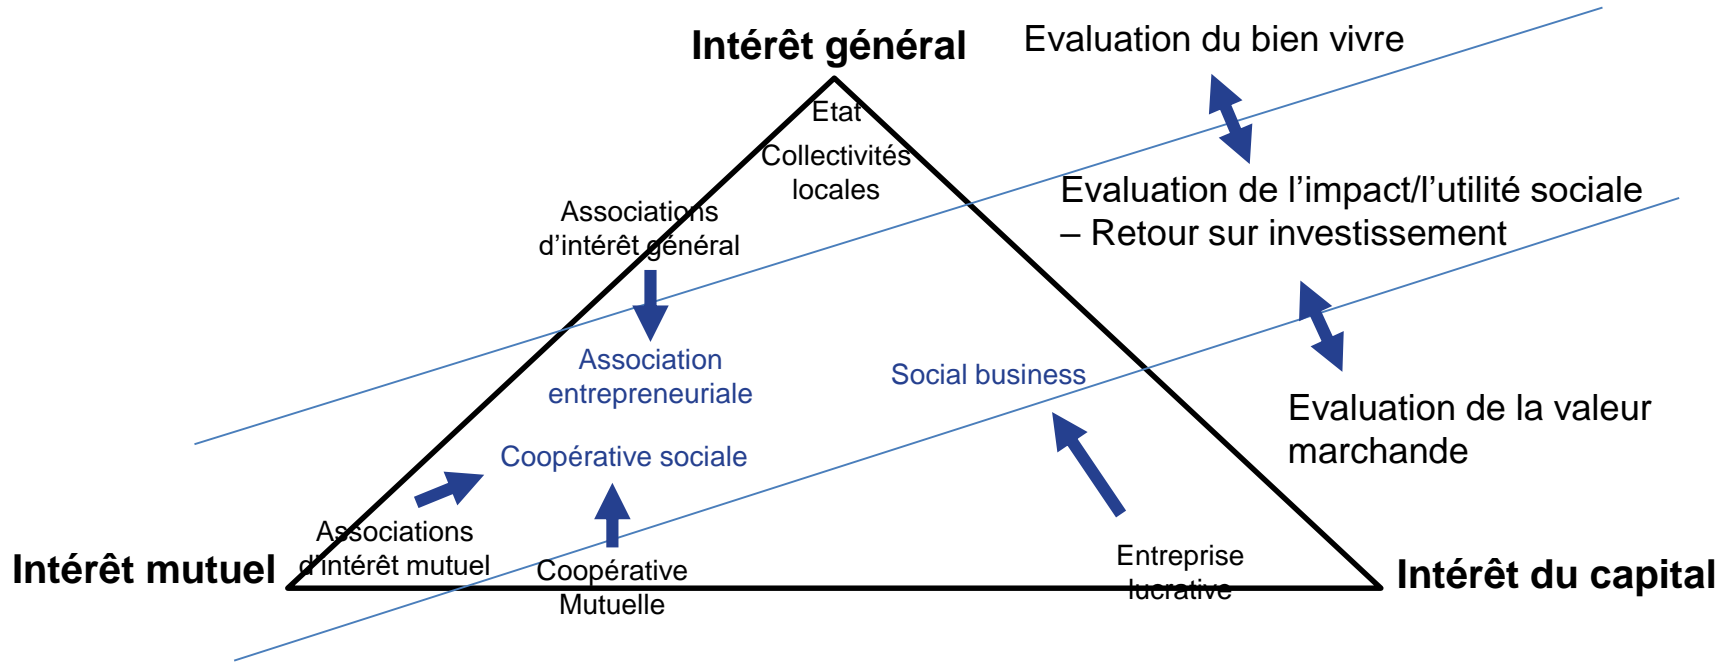 Intérêt général
Evaluation du bien vivre
Etat
Collectivités
locales
Evaluation de l’impact/l’utilité sociale
– Retour sur investissement
Associations
d’intérêt général
Association
entrepreneuriale
Social business
Evaluation de la valeur
marchande
Coopérative sociale
Associations
d’intérêt mutuel
Intérêt mutuel
Coopérative
Mutuelle
Entreprise
lucrative
Intérêt du capital